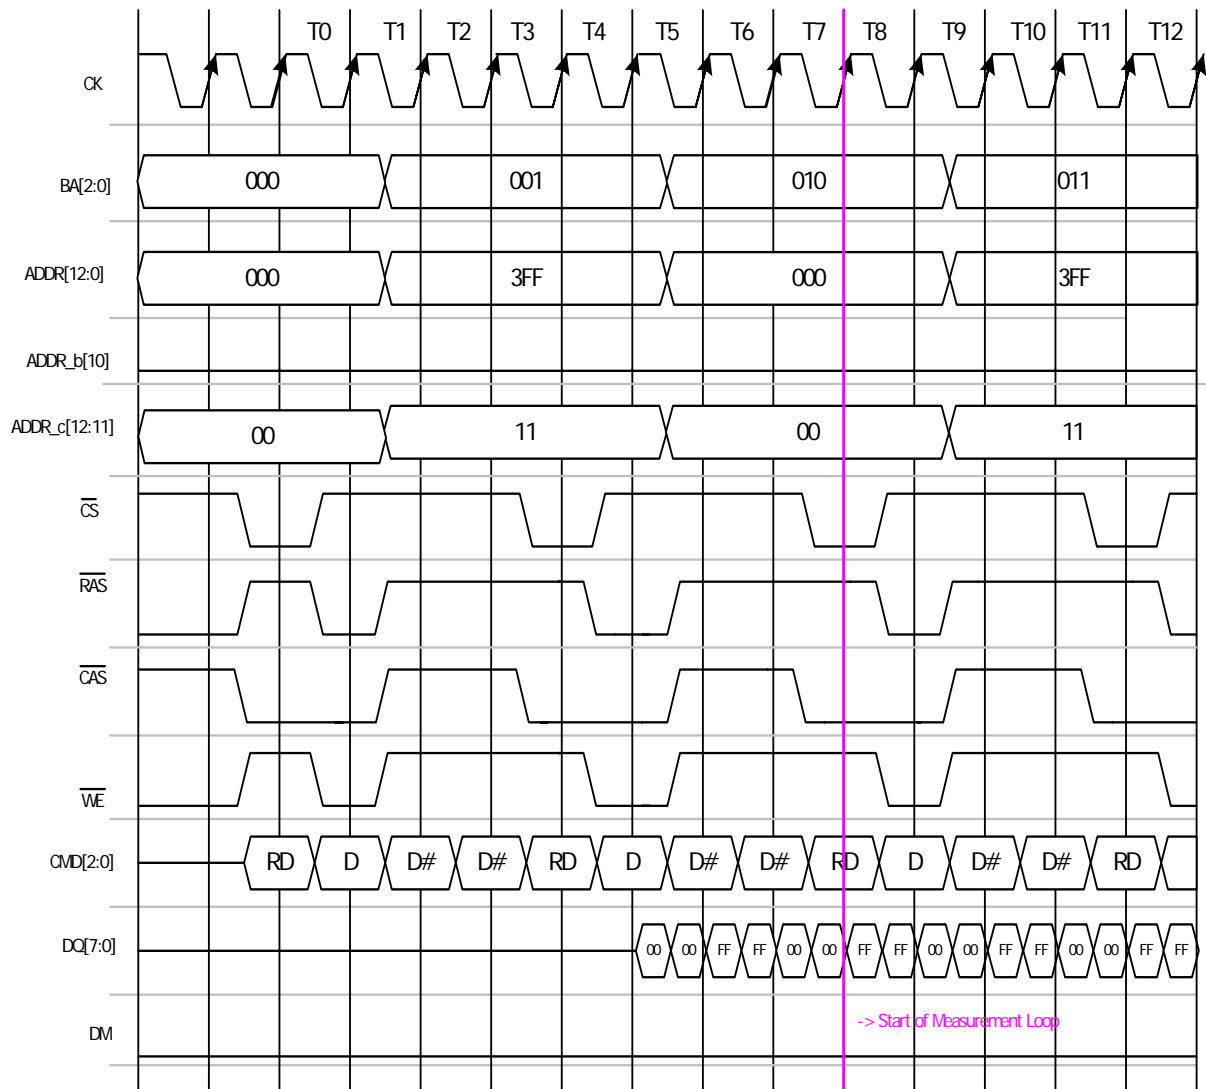 T0 T1 T2 T3 T4 T5 T6 T7 T8 T9 T10 T11 T12
CK
BA[2:0] 000 001 010 011
ADDR[12:0] 000 3FF 000 3FF
ADDR_b[10]
ADDR_c[12:11] 00 11 00 11
CS
RAS
CAS
WE
CMD[2:0] RD D D# D# RD D D# D# RD D D# D# RD
DQ[7:0] 00 00 FF FF 00 00 FF FF 00 00 FF FF 00 00 FF FF
-> Start of Measurement Loop
DM